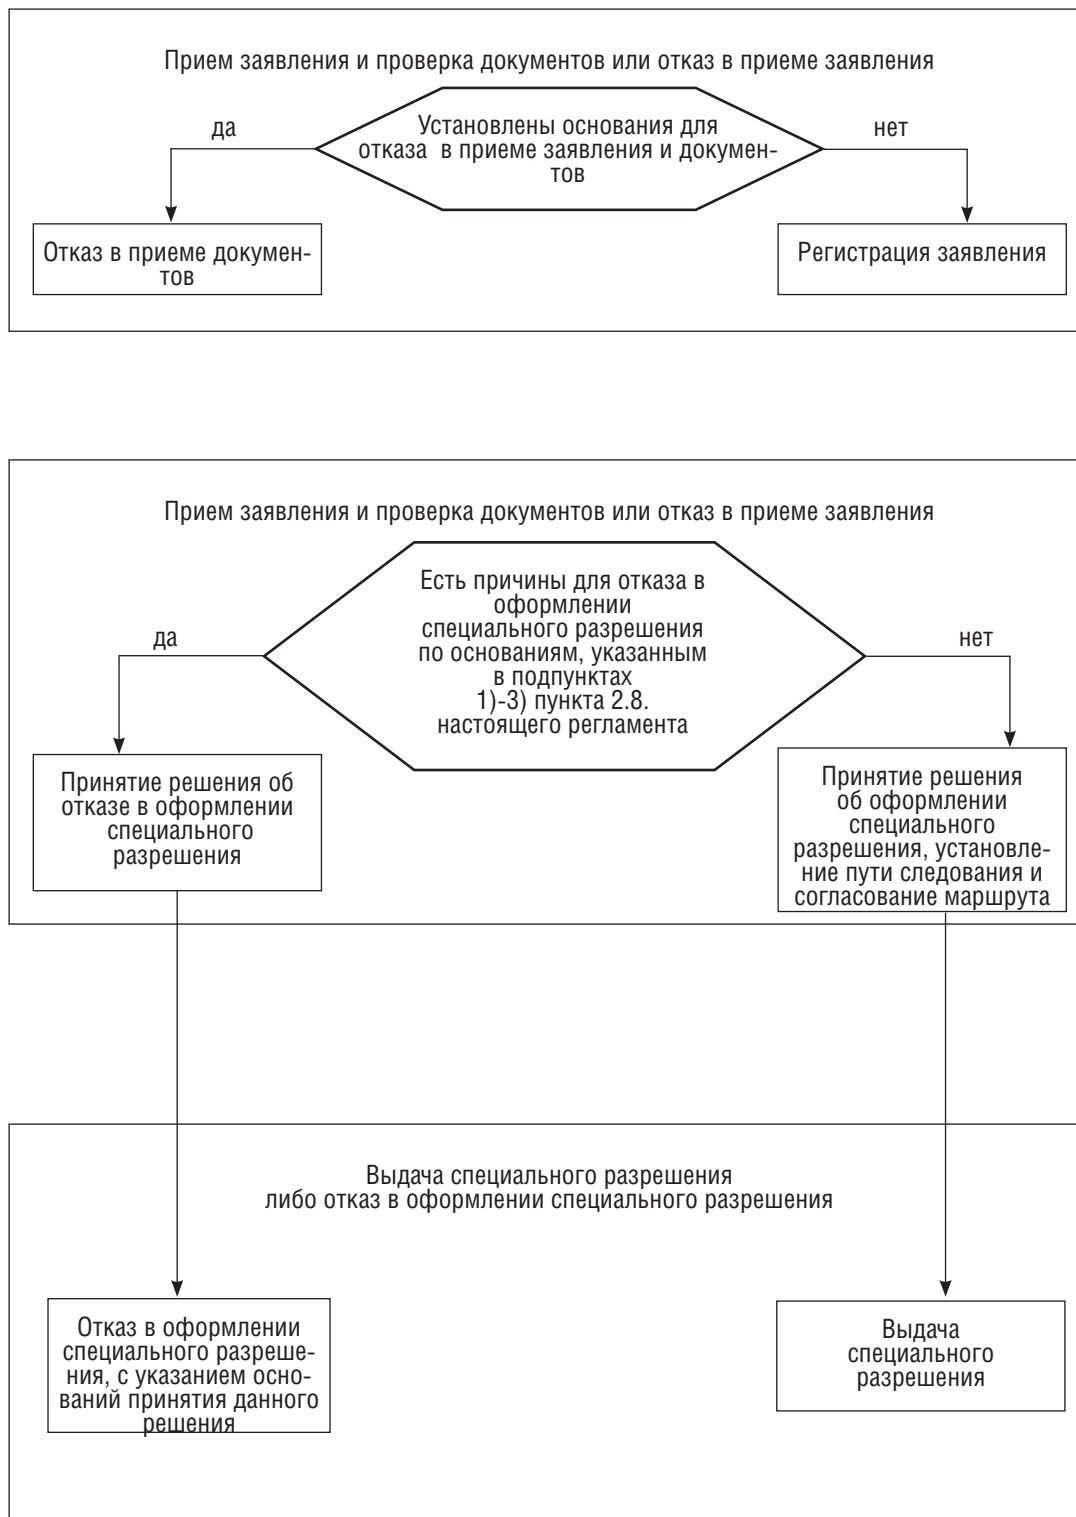 Прием заявления и проверка документов или отказ в приеме заявления
да
Установлены основания для
отказа в приеме заявления и докумен-
тов
нет
Отказ в приеме докумен-
тов
Регистрация заявления
Прием заявления и проверка документов или отказ в приеме заявления
да
Есть причины для отказа в
оформлении
специального разрешения
по основаниям, указанным
в подпунктах
1)-3) пункта 2.8.
настоящего регламента
нет
Принятие решения об
отказе в оформлении
специального
разрешения
Принятие решения
об оформлении
специального
разрешения, установле-
ние пути следования и
согласование маршрута
Выдача специального разрешения
либо отказ в оформлении специального разрешения
Отказ в оформлении
специального разреше-
ния, с указанием осно-
ваний принятия данного
решения
Выдача
специального
разрешения